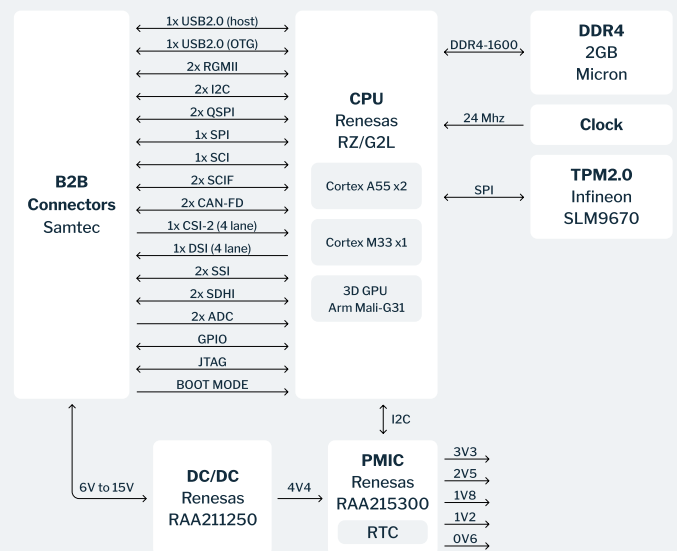 B2B
Connectors
Samtec
1x USB2.0 (host)
1x USB2.0 (OTG)
2x RGMII
2x I2C
2x QSPI
1x SPI
1x SCI
2x SCIF
2x CAN-FD
1x CSI-2 (4 lane)
1x DSI (4 lane)
2x SSI
2x SDHI
2x ADC
GPIO
JTAG
BOOT MODE
CPU
Renesas
RZ/G2L
Cortex A55 x2
Cortex M33 x1
3D GPU
Arm Mali-G31
DDR4-1600
DDR4
2GB
Micron
24 Mhz
Clock
SPI
TPM2.0
Infineon
SLM9670
I2C
6V to 15V
DC/DC
Renesas
RAA211250
4V4
PMIC
Renesas
RAA215300
RTC
3V3
2V5
1V8
1V2
0V6